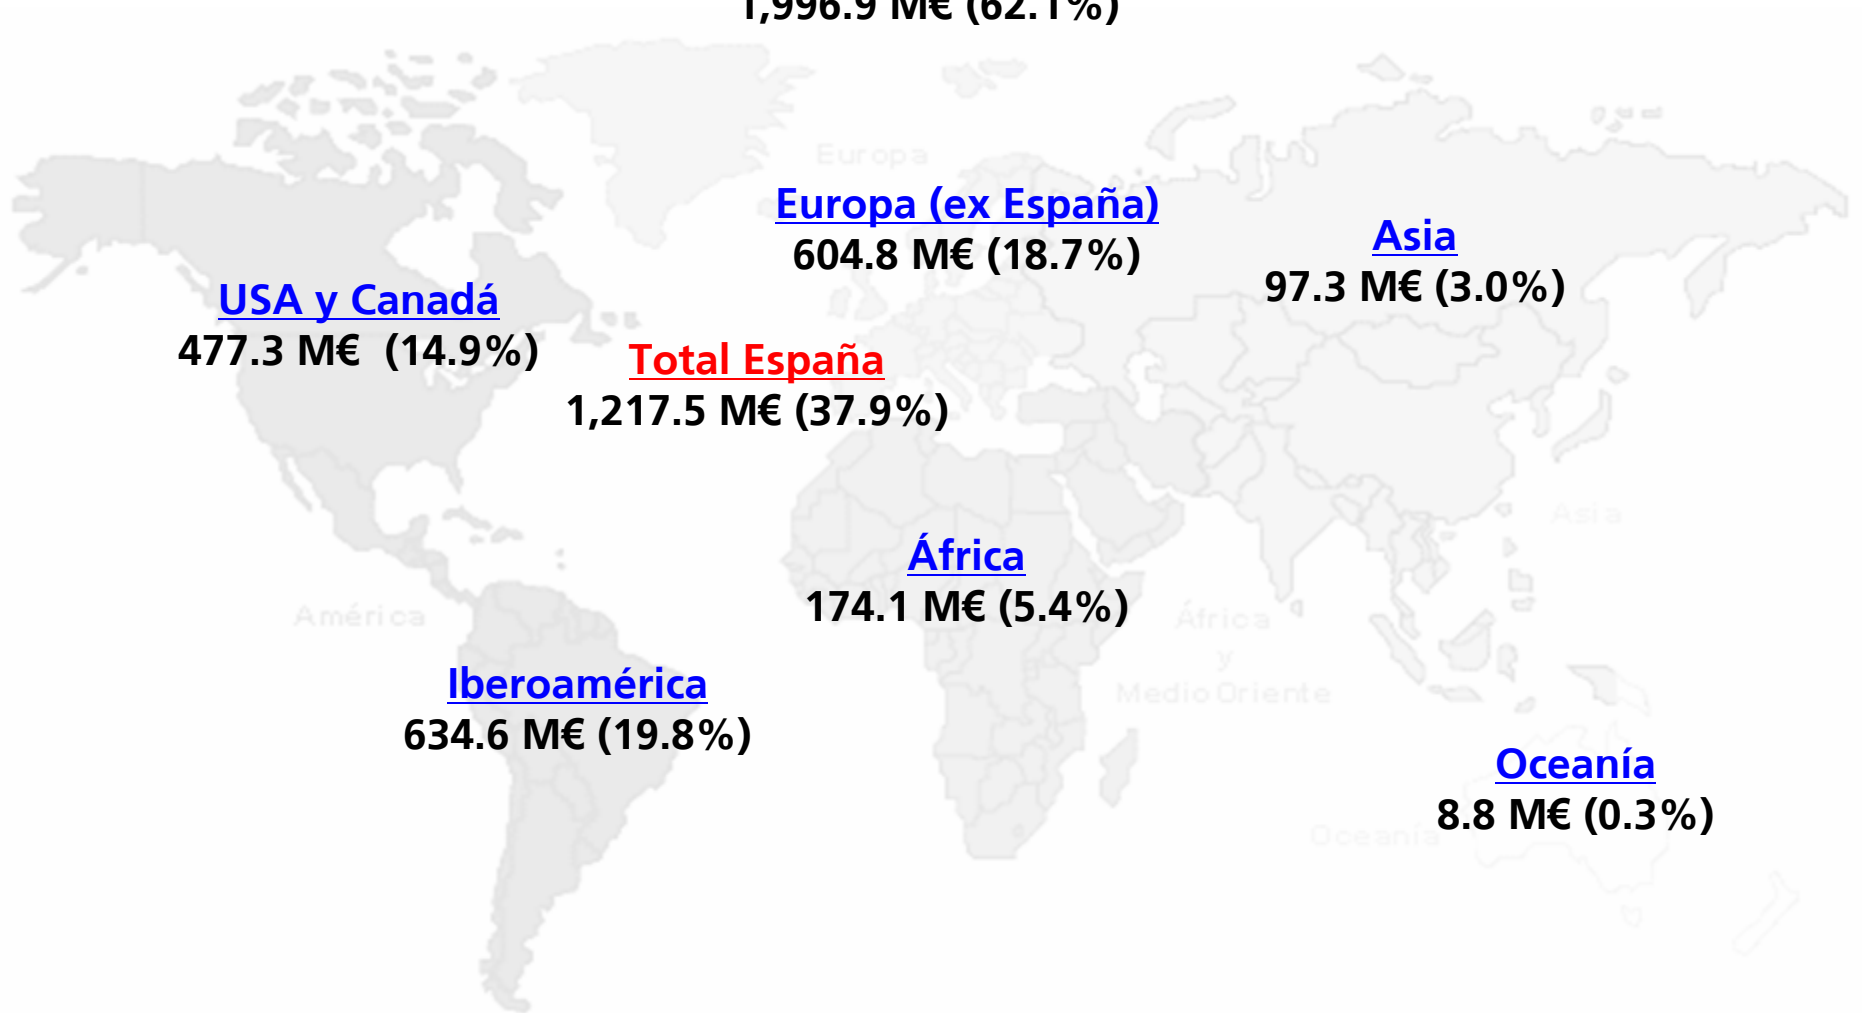 1,996.9 M€ (62.1%)
Europa
Europa (ex España)
604.8 M€ (18.7%)
Asia
97.3 M€ (3.0%)
USA y Canadá
477.3 M€ (14.9%)
Total España
1,217.5 M€ (37.9%)
Asia
África
174.1 M€ (5.4%)
América
África
y
Medio Oriente
Iberoamérica
634.6 M€ (19.8%)
Oceanía
8.8 M€ (0.3%)
Oceanía